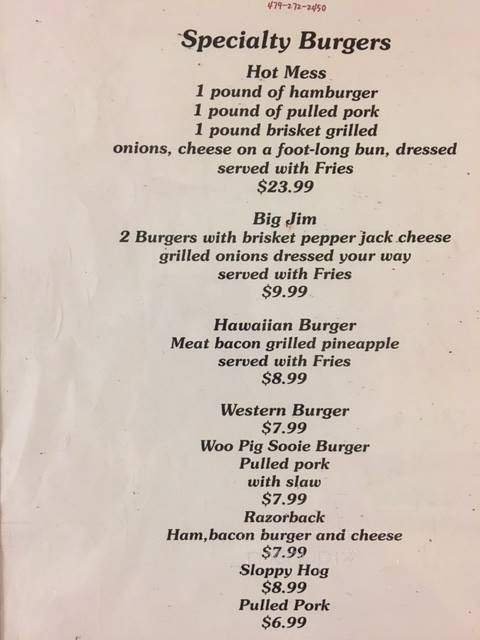 479-272-2450
Specialty Burgers
Hot Mess
1 pound of hamburger
1 pound of pulled pork
1 pound brisket grilled
onions, cheese on a foot-long bun, dressed
served with Fries
$23.99
Big Jim
2 Burgers with brisket pepper jack cheese
grilled onions dressed your way
served with Fries
$9.99
Hawaiian Burger
Meat bacon grilled pineapple
served with Fries
$8.99
Western Burger
$7.99
Woo Pig Sooie Burger
Pulled pork
with slaw
$7.99
Razorback
Ham,bacon burger and cheese
$7.99
Sloppy Hog
$8.99
Pulled Pork
$6.99